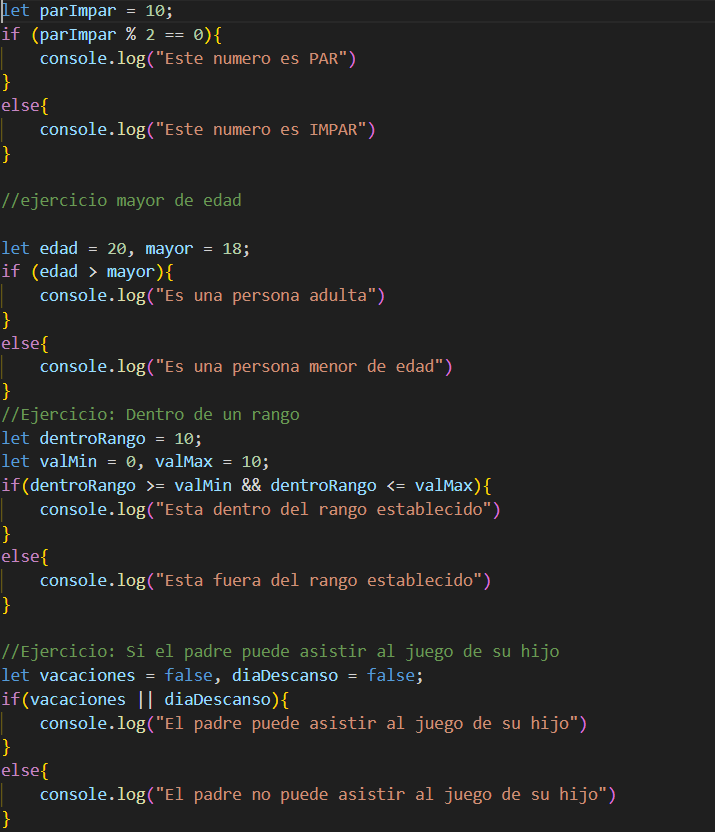 let parImpar = 10;
if (parImpar % 2 == 0){
    console.log("Este numero es PAR")
}
else{
    console.log("Este numero es IMPAR")
}

//ejercicio mayor de edad

let edad = 20, mayor = 18;
if (edad > mayor){
    console.log("Es una persona adulta")
}
else{
    console.log("Es una persona menor de edad")
}
//Ejercicio: Dentro de un rango
let dentroRango = 10;
let valMin = 0, valMax = 10;
if(dentroRango >= valMin && dentroRango <= valMax){
    console.log("Esta dentro del rango establecido")
}
else{
    console.log("Esta fuera del rango establecido")
}

//Ejercicio: Si el padre puede asistir al juego de su hijo
let vacaciones = false, diaDescanso = false;
if(vacaciones || diaDescanso){
    console.log("El padre puede asistir al juego de su hijo")
}
else{
    console.log("El padre no puede asistir al juego de su hijo")
}